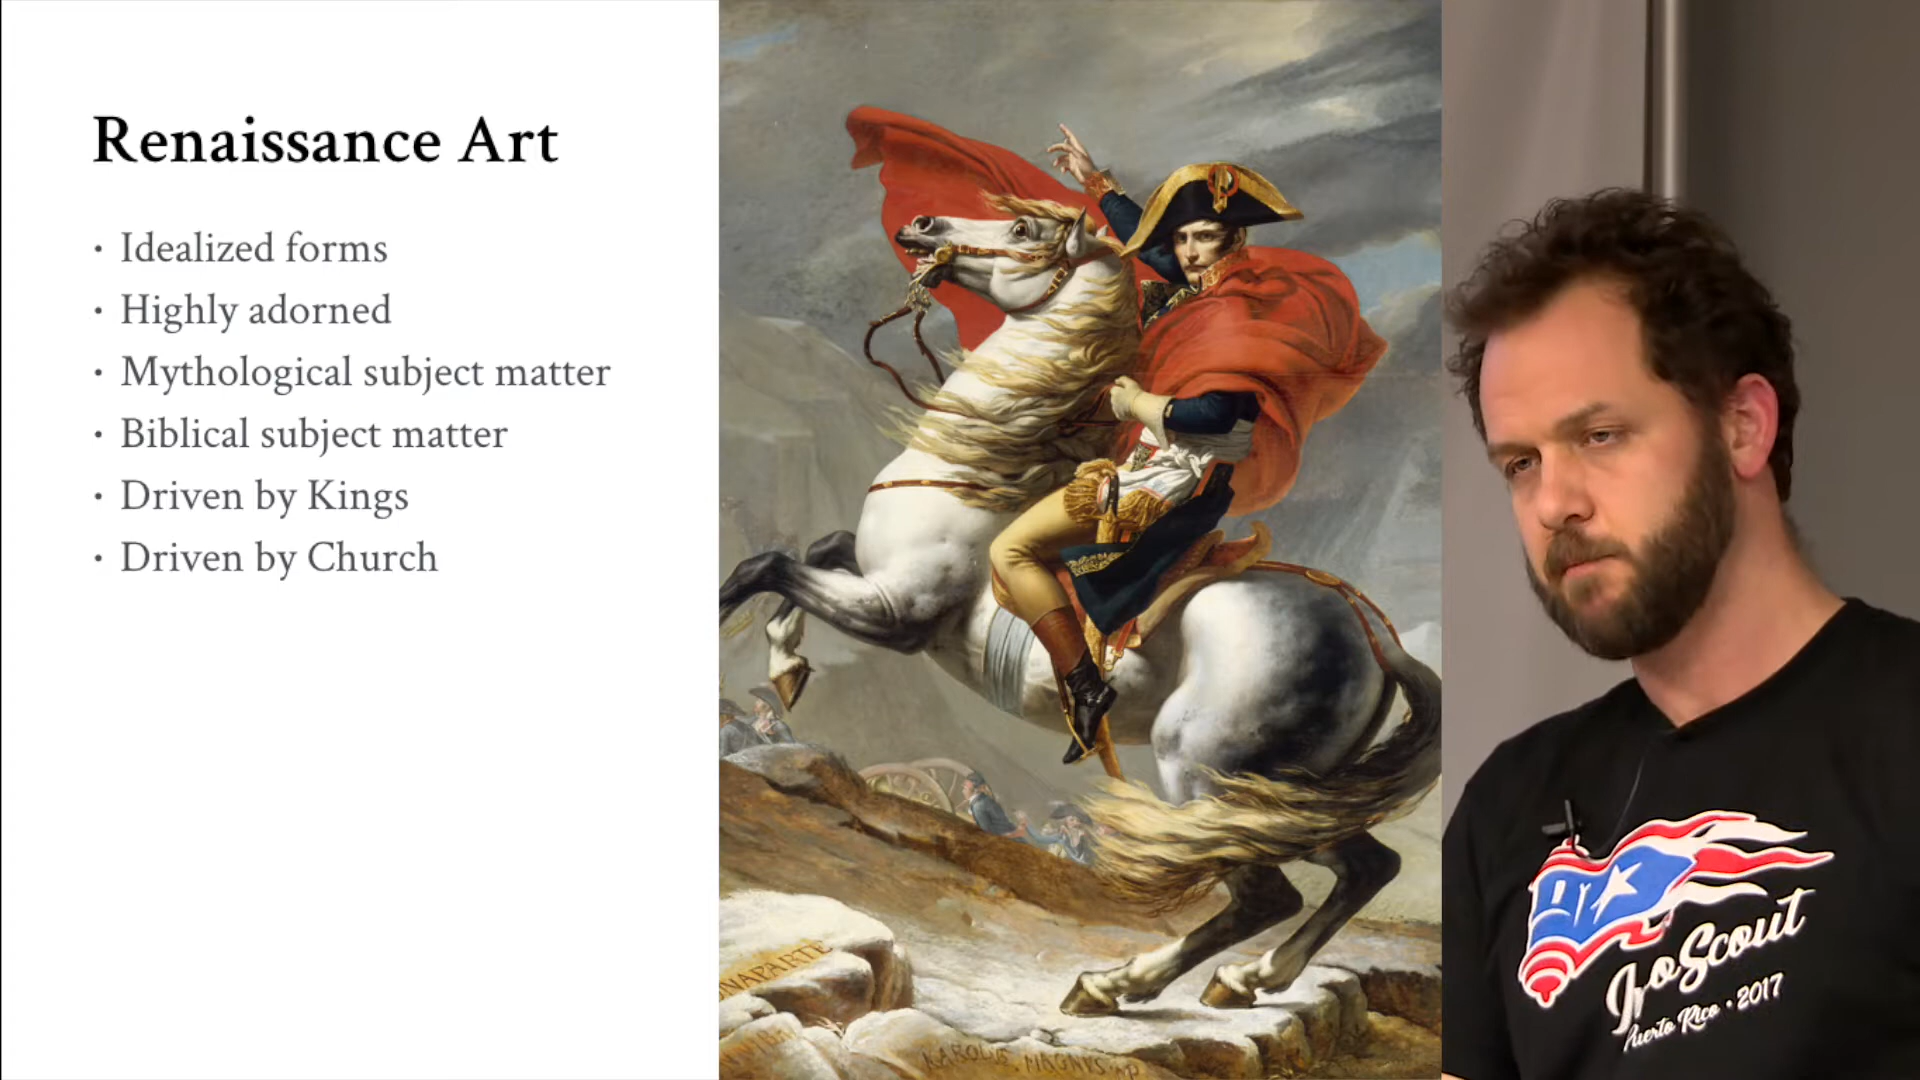 Renaissance Art
• Idealized forms
• Highly adorned
• Mythological subject matter
• Biblical subject matter
• Driven by Kings
• Driven by Church
NAPARTE
KAROLVS MAGNVS
Scout
Puerto Rico • 2017